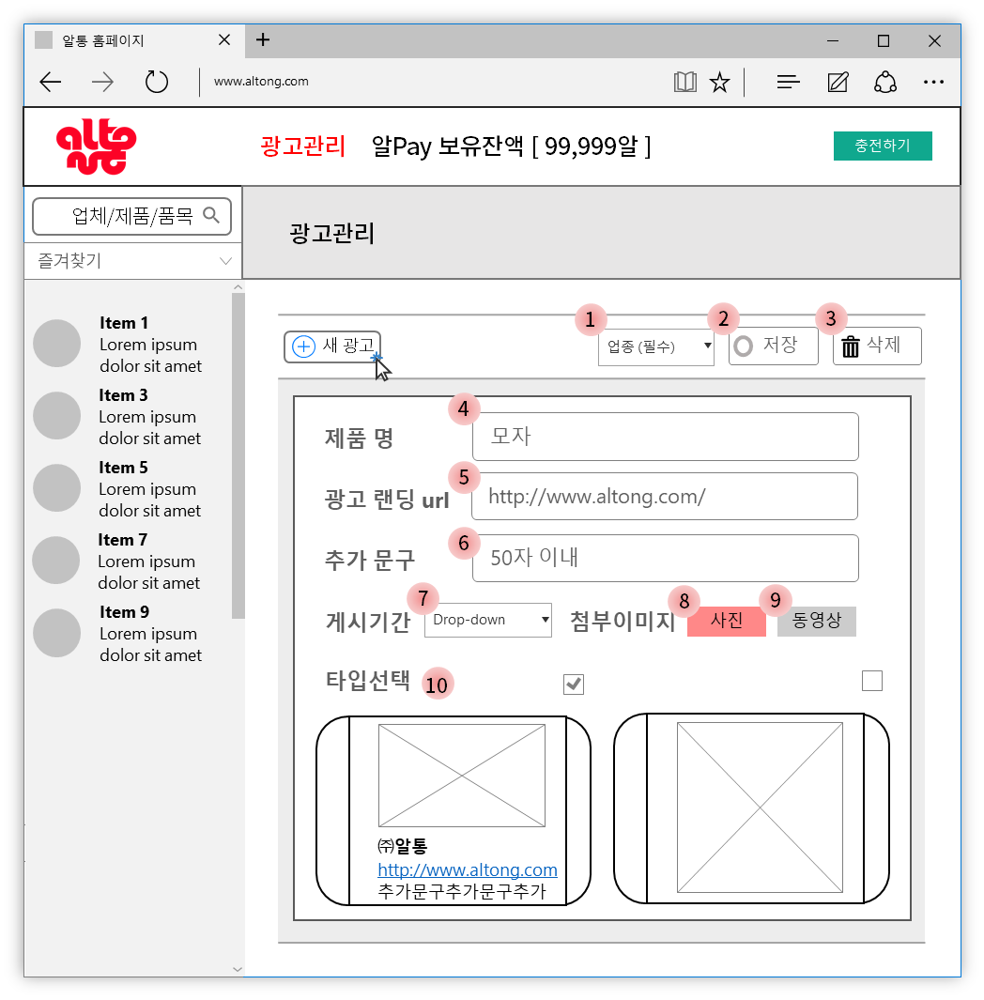 알통 홈페이지
www.altong.com
altong
광고관리 알Pay 보유잔액 [ 99,999알 ]
충전하기
업체/제품/품목
즐겨찾기
광고관리
Item 1
Lorem ipsum
dolor sit amet
Item 3
Lorem ipsum
dolor sit amet
Item 5
Lorem ipsum
dolor sit amet
Item 7
Lorem ipsum
dolor sit amet
Item 9
Lorem ipsum
dolor sit amet
새 광고
1 업종 (필수)
2 저장
3 삭제
제품 명 4 모자
광고 랜딩 url 5 http://www.altong.com/
추가 문구 6 50자 이내
게시기간 7 Drop-down 첨부이미지 8 사진 9 동영상
타입선택 10
㈜알통
http://www.altong.com
추가문구추가문구추가